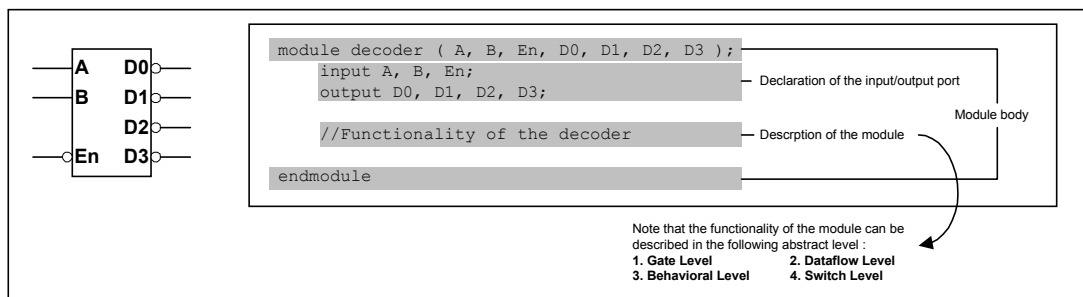 A D0
B D1
D2
En D3
module decoder ( A, B, En, D0, D1, D2, D3 );
input A, B, En;
output D0, D1, D2, D3;
Declaration of the input/output port
Module body
//Functionality of the decoder
Descrption of the module
endmodule
Note that the functionality of the module can be
described in the following abstract level :
1. Gate Level 2. Dataflow Level
3. Behavioral Level 4. Switch Level